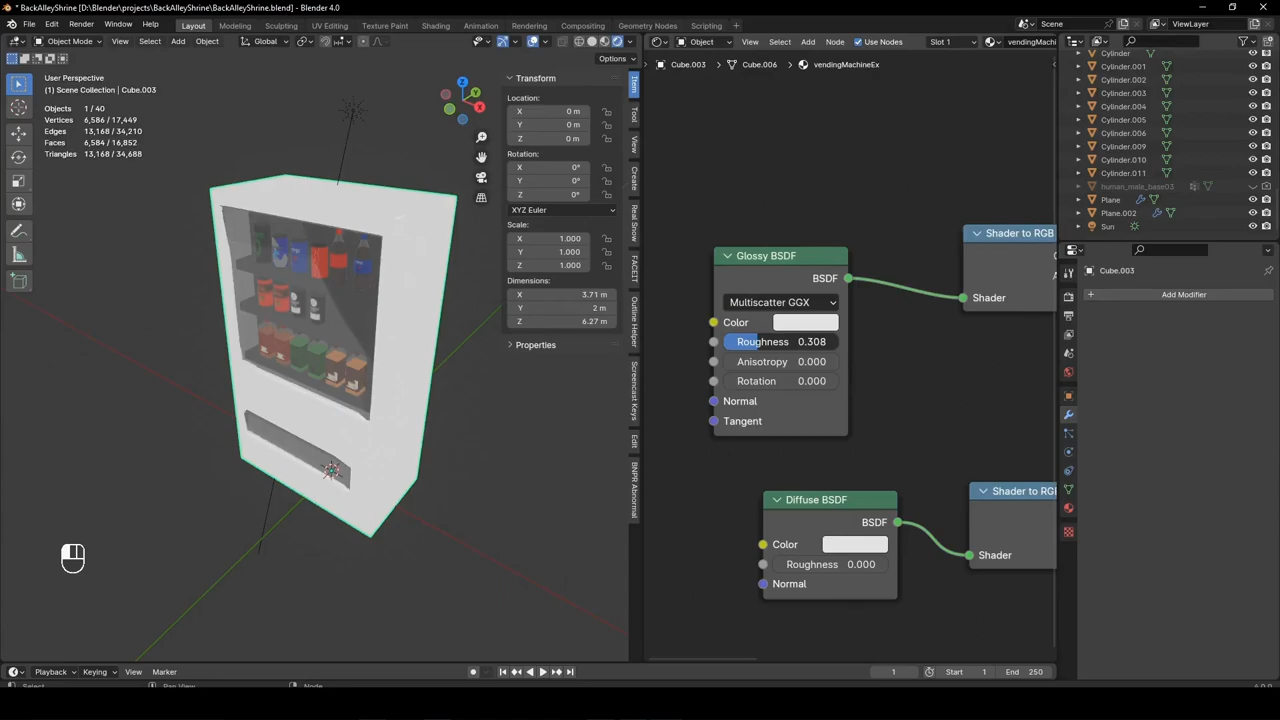 * BackAlleyShrine [D:\Blender\projects\BackAlleyShrine\BackAlleyShrine.blend] - Blender 4.0
File Edit Render Window Help Layout Modeling Sculpting UV Editing Texture Paint Shading Animation Rendering Compositing Geometry Nodes Scripting Scene ViewLayer
Object Mode View Select Add Object Global
Object View Select Add Node Use Nodes Slot 1 vendingMachi
Options
User Perspective
(1) Scene Collection | Cube.003
Objects 1 / 40
Vertices 6,586 / 17,449
Edges 13,168 / 34,210
Faces 6,584 / 16,852
Triangles 13,168 / 34,688
Z
Y
X
Transform
Location:
X 0 m
Y 0 m
Z 0 m
Rotation:
X 0°
Y 0°
Z 0°
XYZ Euler
Scale:
X 1.000
Y 1.000
Z 1.000
Dimensions:
X 3.71 m
Y 2 m
Z 6.27 m
Properties
Item
Tool
View
Create
Real Snow
FACEIT
Outline Helper
Screencast Keys
Edit
BNPR Abnormal
Cube.003 Cube.006 vendingMachineEx
Glossy BSDF
BSDF
Multiscatter GGX
Color
Roughness 0.308
Anisotropy 0.000
Rotation 0.000
Normal
Tangent
Shader to RGB
Shader
Diffuse BSDF
BSDF
Color
Roughness 0.000
Normal
Shader to RGB
Shader
Cylinder
Cylinder.001
Cylinder.002
Cylinder.003
Cylinder.004
Cylinder.005
Cylinder.006
Cylinder.009
Cylinder.010
Cylinder.011
human_male_base03
Plane
Plane.002
Sun
Cube.003
Add Modifier
Playback Keying View Marker 1 Start 1 End 250
Select Pan View Node